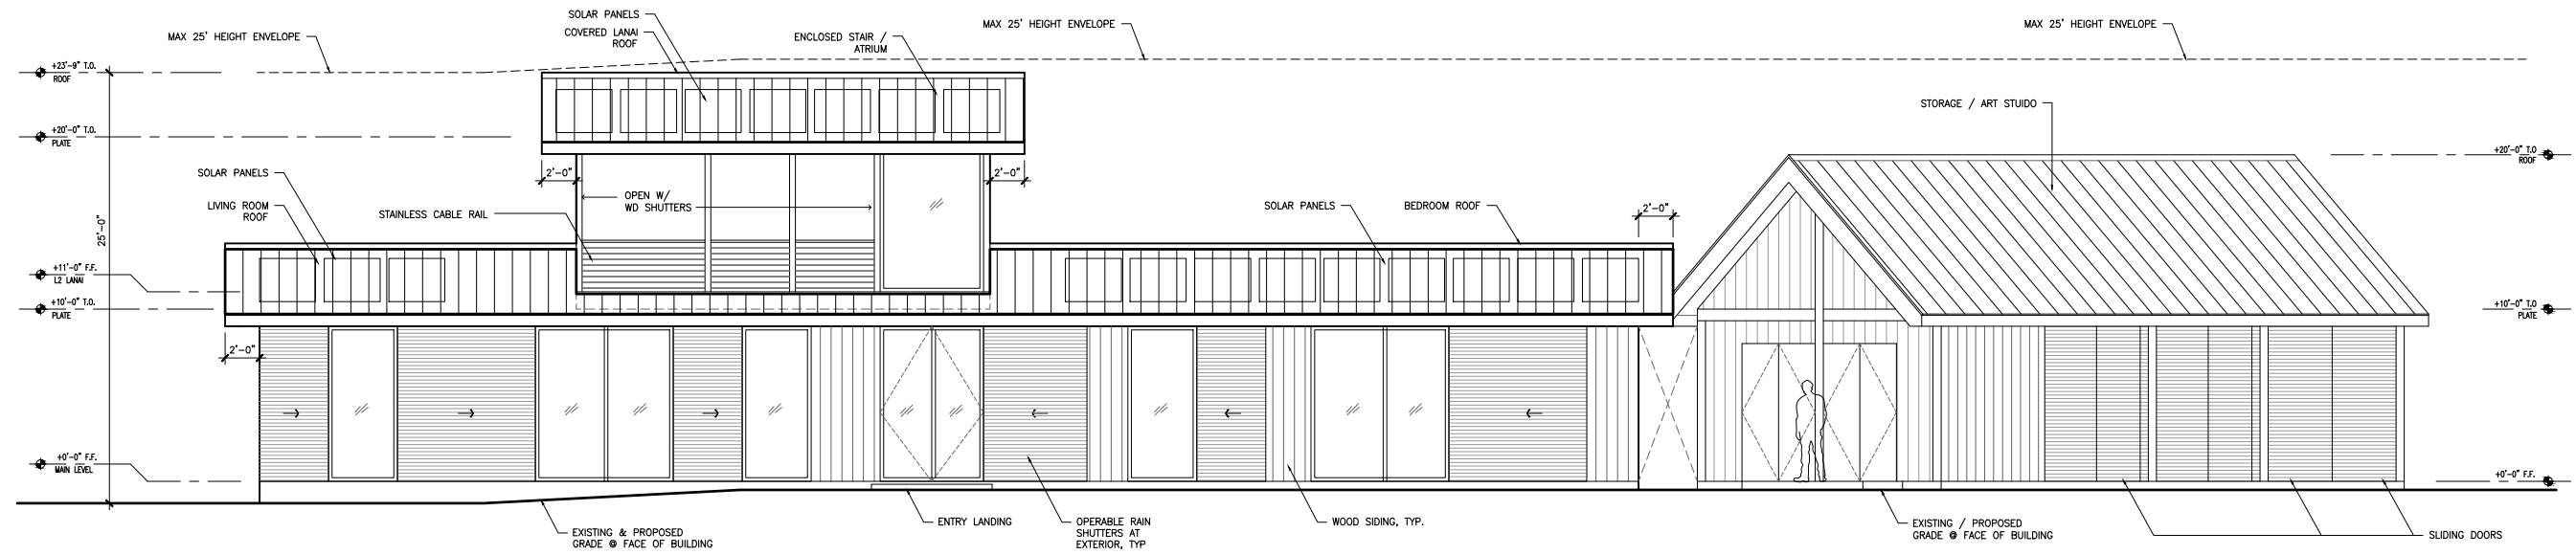 SOLAR PANELS
COVERED LANAI
ROOF
ENCLOSED STAIR /
ATRIUM
MAX 25' HEIGHT ENVELOPE
MAX 25' HEIGHT ENVELOPE
MAX 25' HEIGHT ENVELOPE
+23'-9" T.O.
ROOF
+20'-0" T.O.
PLATE
STORAGE / ART STUIDO
+20'-0" T.O
ROOF
SOLAR PANELS
LIVING ROOM
ROOF
2'-0"
2'-0"
OPEN W/
WD SHUTTERS
STAINLESS CABLE RAIL
SOLAR PANELS
BEDROOM ROOF
2'-0"
25'-0"
+11'-0" F.F.
L2 LANAI
+10'-0" T.O.
PLATE
+10'-0" T.O
PLATE
2'-0"
+0'-0" F.F.
MAIN LEVEL
+0'-0" F.F.
EXISTING & PROPOSED
GRADE @ FACE OF BUILDING
ENTRY LANDING
OPERABLE RAIN
SHUTTERS AT
EXTERIOR, TYP
WOOD SIDING, TYP.
EXISTING / PROPOSED
GRADE @ FACE OF BUILDING
SLIDING DOORS